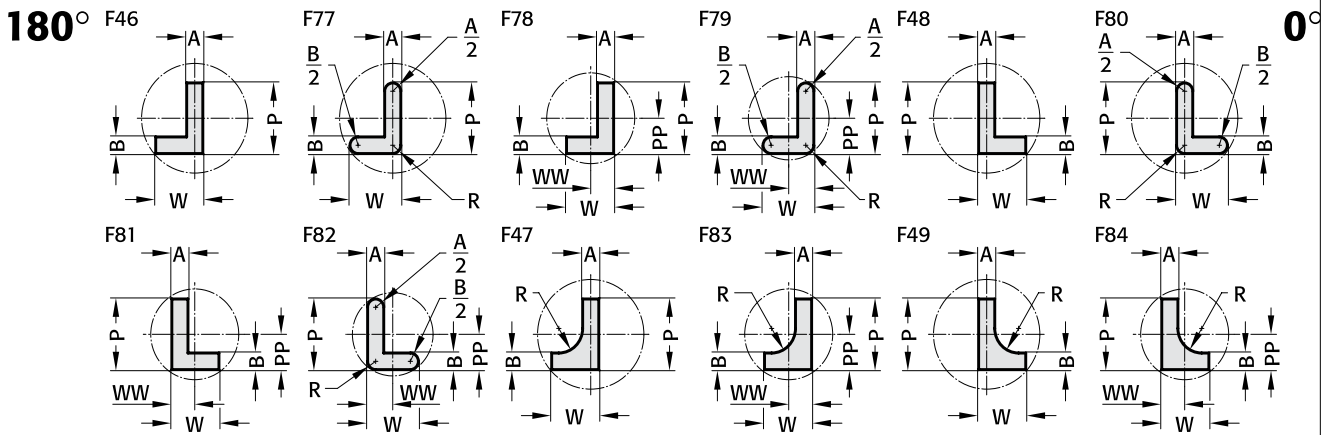 180° F46 F77 F78 F79 F48 F80 0°
A A A/2 A A A/2 A A
B/2 B/2 A/2 B/2
P P P P P P
PP PP
B B B B B B
WW WW
W W R W W R W R W
F81 F82 F47 F83 F49 F84
A A A/2 A A A A
B/2
R R R R
P P P P P P
B PP B PP B B PP B B PP
WW R WW WW WW
W W W W W W